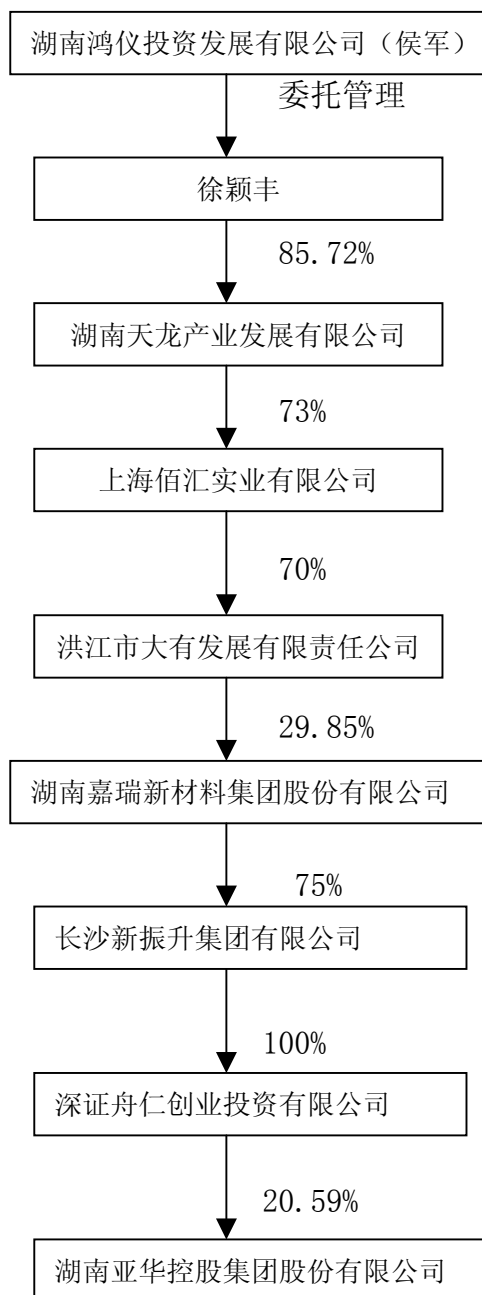 湖南鸿仪投资发展有限公司（侯军）
委托管理
徐颖丰
85.72%
湖南天龙产业发展有限公司
73%
上海佰汇实业有限公司
70%
洪江市大有发展有限责任公司
29.85%
湖南嘉瑞新材料集团股份有限公司
75%
长沙新振升集团有限公司
100%
深证舟仁创业投资有限公司
20.59%
湖南亚华控股集团股份有限公司